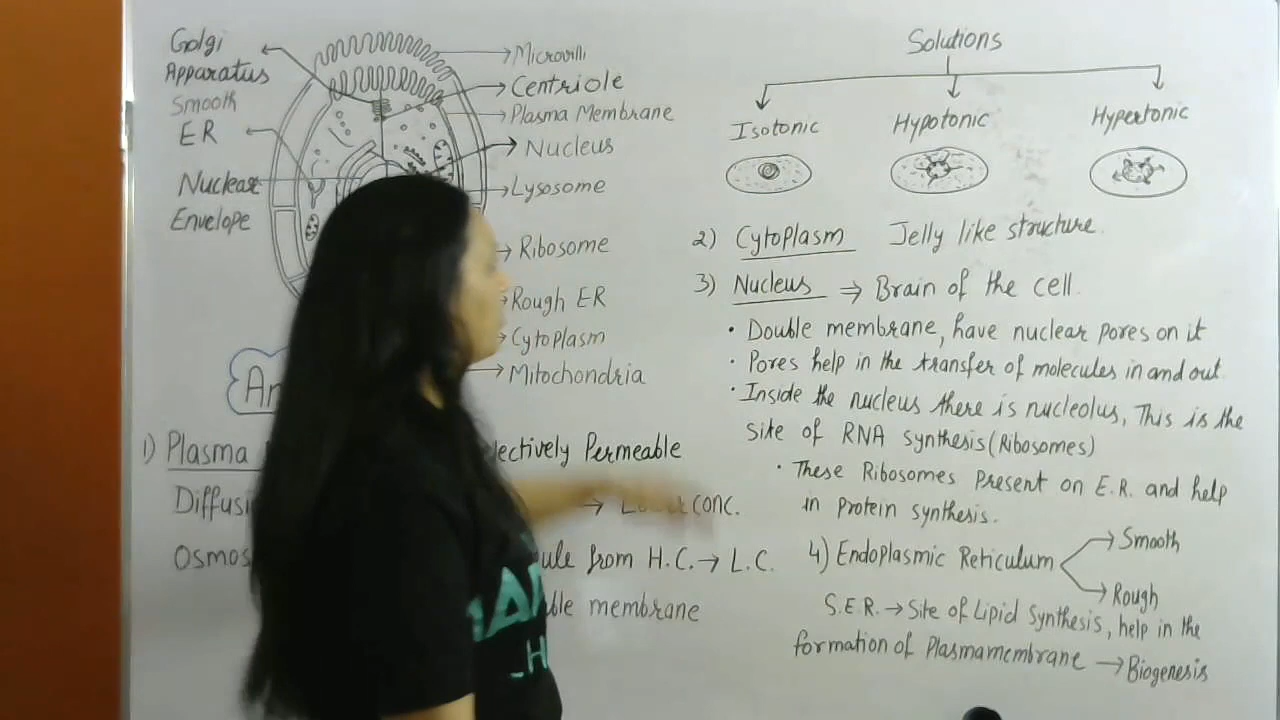 Golgi
Apparatus
Smooth
ER
Nuclear
Envelope
Microvilli
Centriole
Plasma Membrane
Nucleus
Lysosome
Ribosome
Rough ER
Cytoplasm
Mitochondria
An
1) Plasma
lectively Permeable
Diffusi
→ conc.
Osmos
ule from H.C. → L.C.
ble membrane
Solutions
Isotonic
Hypotonic
Hypertonic
2) Cytoplasm Jelly like structure.
3) Nucleus → Brain of the cell.
• Double membrane, have nuclear pores on it
• Pores help in the transfer of molecules in and out.
• Inside the nucleus there is nucleolus, This is the
site of RNA synthesis (Ribosomes)
• These Ribosomes Present on E.R. and help
in Protein synthesis.
4) Endoplasmic Reticulum
Smooth
Rough
S.E.R. → Site of Lipid Synthesis, help in the
formation of Plasmamembrane → Biogenesis